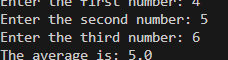 Enter the first number: 4
Enter the second number: 5
Enter the third number: 6
The average is: 5.0